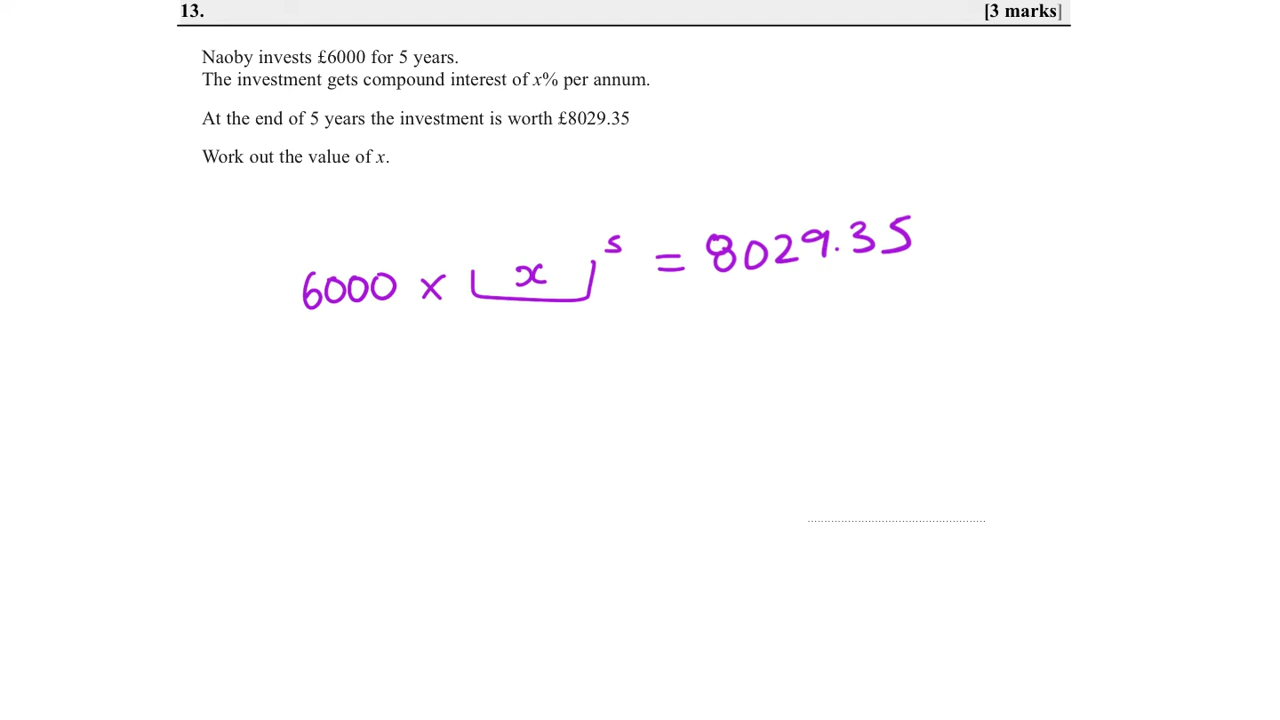 13. [3 marks]
Naoby invests £6000 for 5 years.
The investment gets compound interest of x% per annum.
At the end of 5 years the investment is worth £8029.35
Work out the value of x.
6000 × x 5 = 8029.35